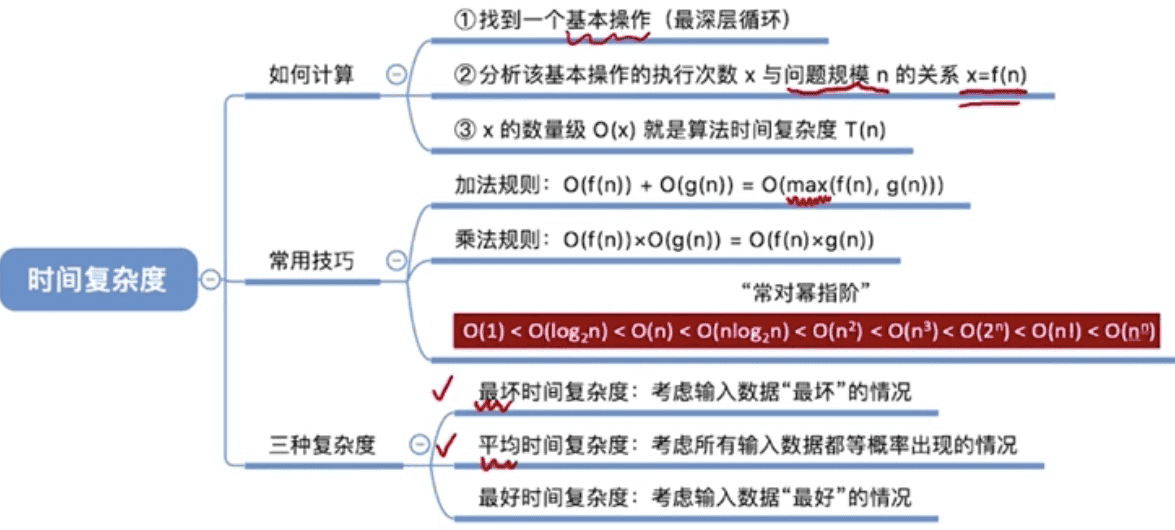 ①找到一个基本操作（最深层循环）
如何计算
②分析该基本操作的执行次数 x 与问题规模 n 的关系 x=f(n)
③ x 的数量级 O(x) 就是算法时间复杂度 T(n)
加法规则：O(f(n)) + O(g(n)) = O(max(f(n), g(n)))
乘法规则：O(f(n))×O(g(n)) = O(f(n)×g(n))
常用技巧
时间复杂度
“常对幂指阶”
O(1) < O(log₂n) < O(n) < O(nlog₂n) < O(n²) < O(n³) < O(2ⁿ) < O(n!) < O(nⁿ)
最坏时间复杂度：考虑输入数据“最坏”的情况
三种复杂度
平均时间复杂度：考虑所有输入数据都等概率出现的情况
最好时间复杂度：考虑输入数据“最好”的情况